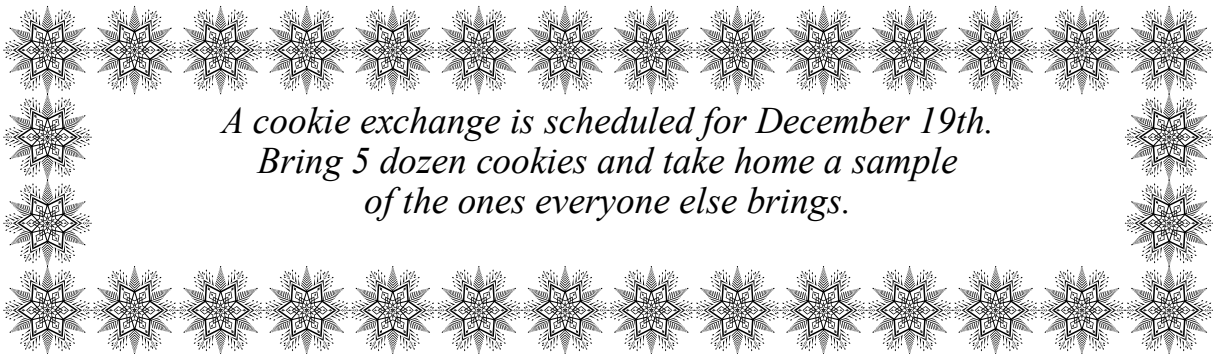 A cookie exchange is scheduled for December 19th.
Bring 5 dozen cookies and take home a sample
of the ones everyone else brings.